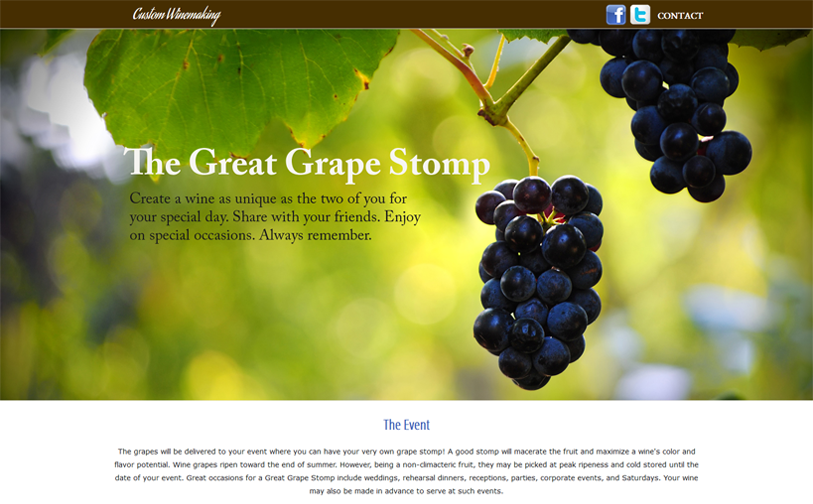 Custom Winemaking
f t CONTACT
The Great Grape Stomp
Create a wine as unique as the two of you for
your special day. Share with your friends. Enjoy
on special occasions. Always remember.
The Event
The grapes will be delivered to your event where you can have your very own grape stomp! A good stomp will macerate the fruit and maximize a wine's color and
flavor potential. Wine grapes ripen toward the end of summer. However, being a non-climacteric fruit, they may be picked at peak ripeness and cold stored until the
date of your event. Great occasions for a Great Grape Stomp include weddings, rehearsal dinners, receptions, parties, corporate events, and Saturdays. Your wine
may also be made in advance to serve at such events.